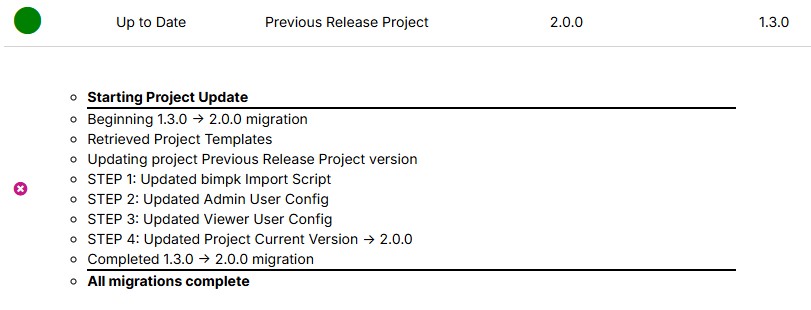 Up to Date Previous Release Project 2.0.0 1.3.0
Starting Project Update
Beginning 1.3.0 → 2.0.0 migration
Retrieved Project Templates
Updating project Previous Release Project version
STEP 1: Updated bimpk Import Script
STEP 2: Updated Admin User Config
STEP 3: Updated Viewer User Config
STEP 4: Updated Project Current Version → 2.0.0
Completed 1.3.0 → 2.0.0 migration
All migrations complete